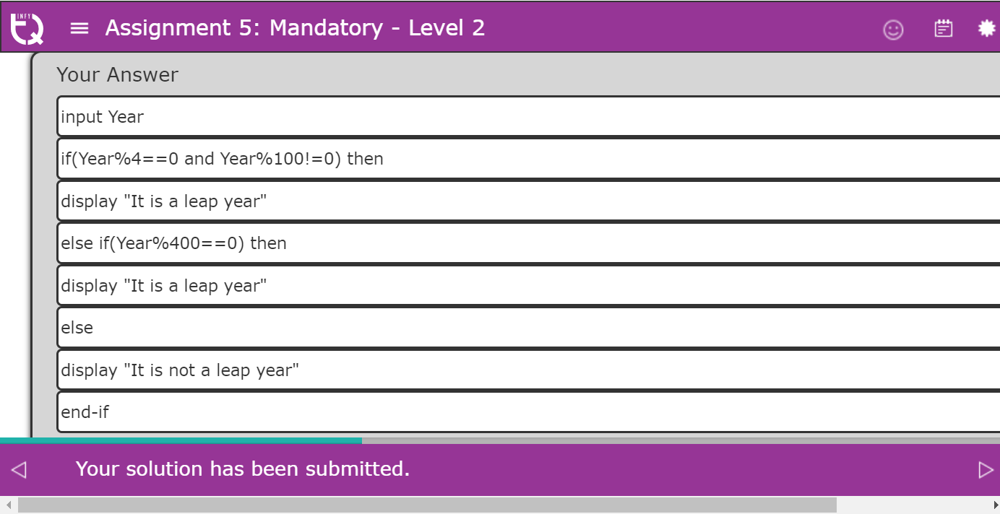 INFY
TQ
Assignment 5: Mandatory - Level 2
Your Answer
input Year
if(Year%4==0 and Year%100!=0) then
display "It is a leap year"
else if(Year%400==0) then
display "It is a leap year"
else
display "It is not a leap year"
end-if
Your solution has been submitted.